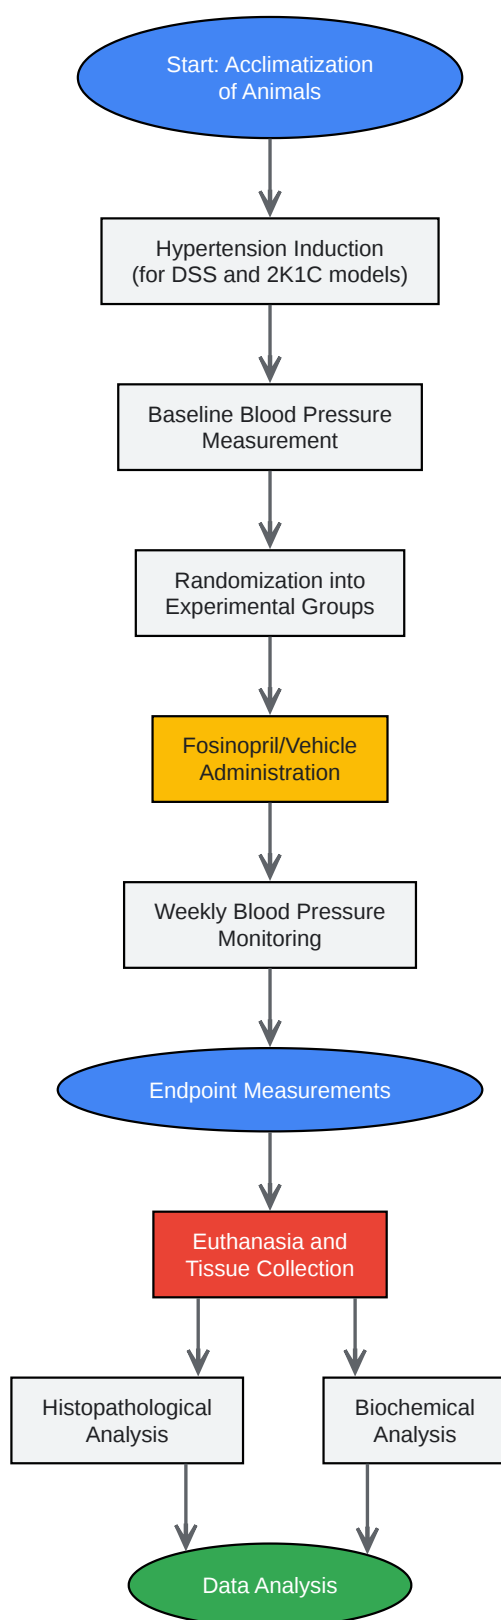 Start: Acclimatization
of Animals
Hypertension Induction
(for DSS and 2K1C models)
Baseline Blood Pressure
Measurement
Randomization into
Experimental Groups
Fosinopril/Vehicle
Administration
Weekly Blood Pressure
Monitoring
Endpoint Measurements
Euthanasia and
Tissue Collection
Histopathological
Analysis
Biochemical
Analysis
Data Analysis